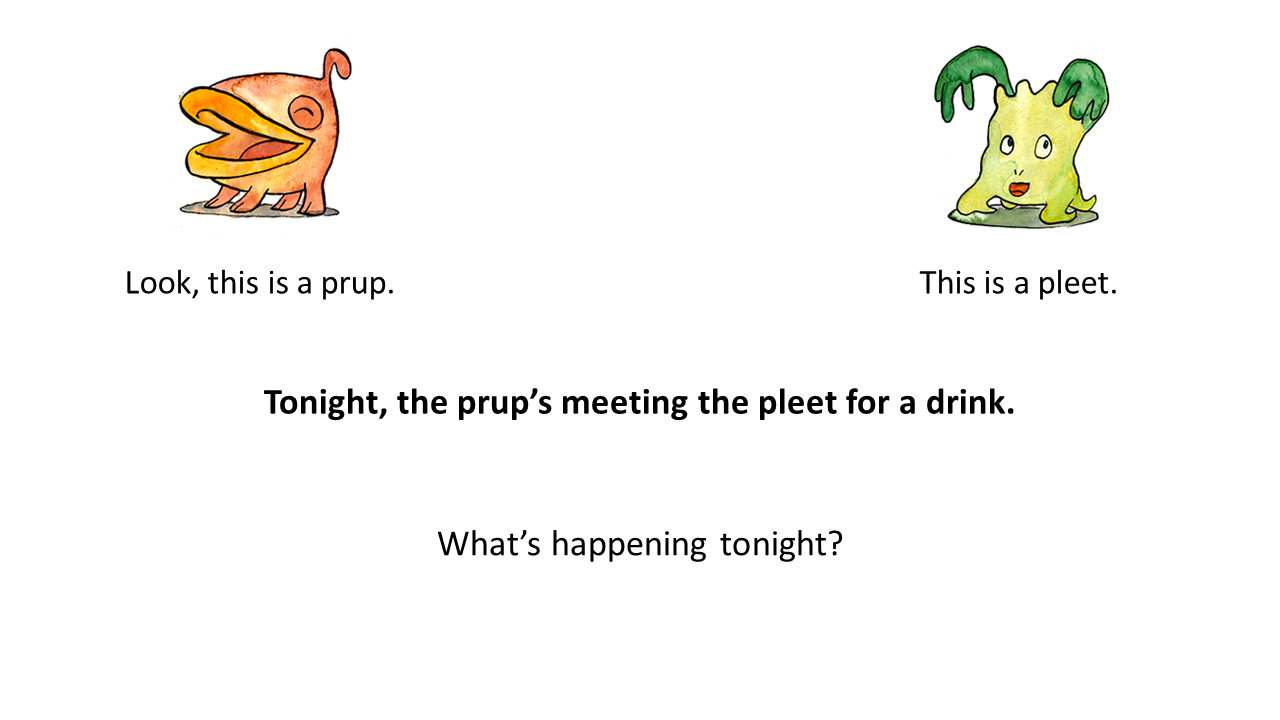 Look, this is a prup.
This is a pleet.
Tonight, the prup’s meeting the pleet for a drink.
What’s happening tonight?